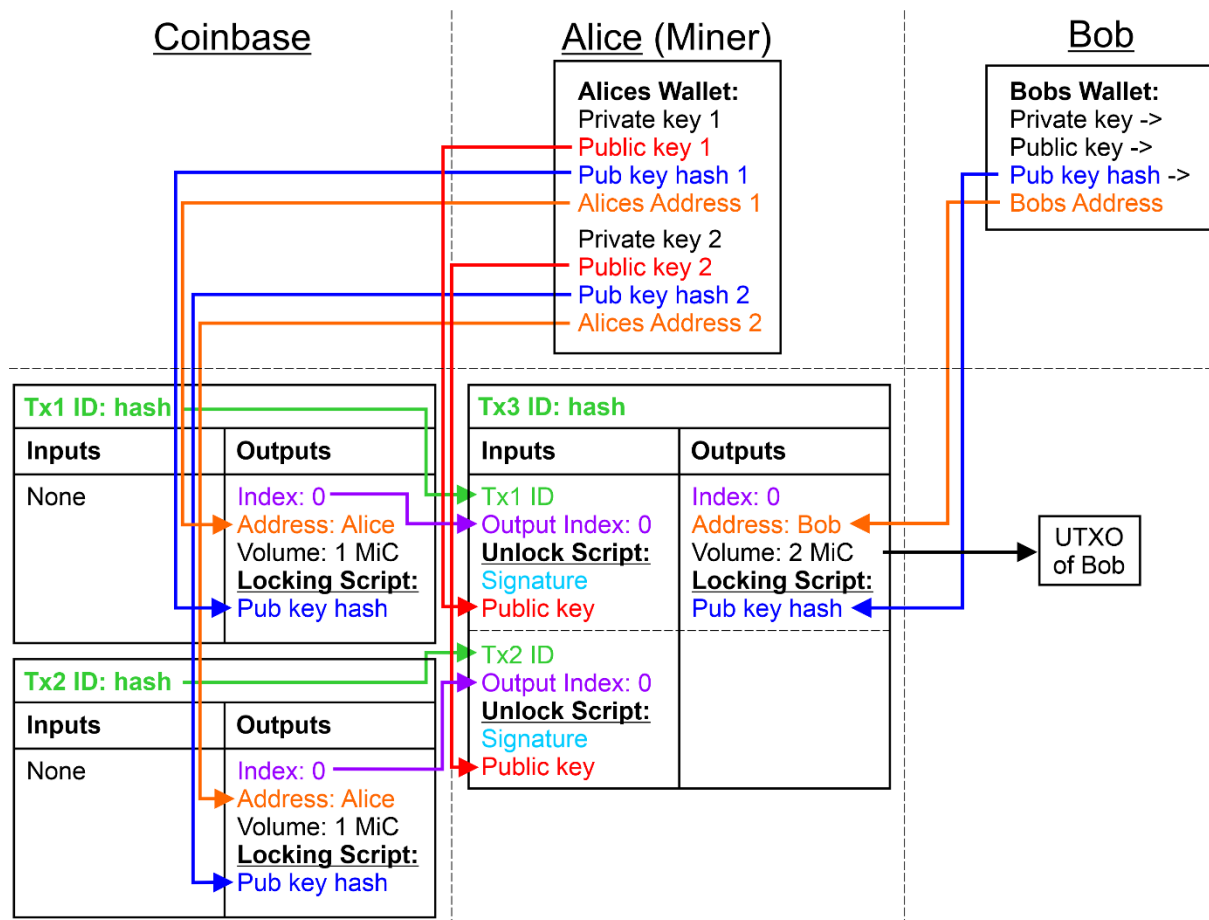 Coinbase
Alice (Miner)
Bob
Alices Wallet:
Private key 1
Public key 1
Pub key hash 1
Alices Address 1
Private key 2
Public key 2
Pub key hash 2
Alices Address 2
Bobs Wallet:
Private key ->
Public key ->
Pub key hash ->
Bobs Address
Tx1 ID: hash
Inputs
Outputs
None
Index: 0
Address: Alice
Volume: 1 MiC
Locking Script:
Pub key hash
Tx2 ID: hash
Inputs
Outputs
None
Index: 0
Address: Alice
Volume: 1 MiC
Locking Script:
Pub key hash
Tx3 ID: hash
Inputs
Outputs
Tx1 ID
Output Index: 0
Unlock Script:
Signature
Public key
Tx2 ID
Output Index: 0
Unlock Script:
Signature
Public key
Index: 0
Address: Bob
Volume: 2 MiC
Locking Script:
Pub key hash
UTXO
of Bob